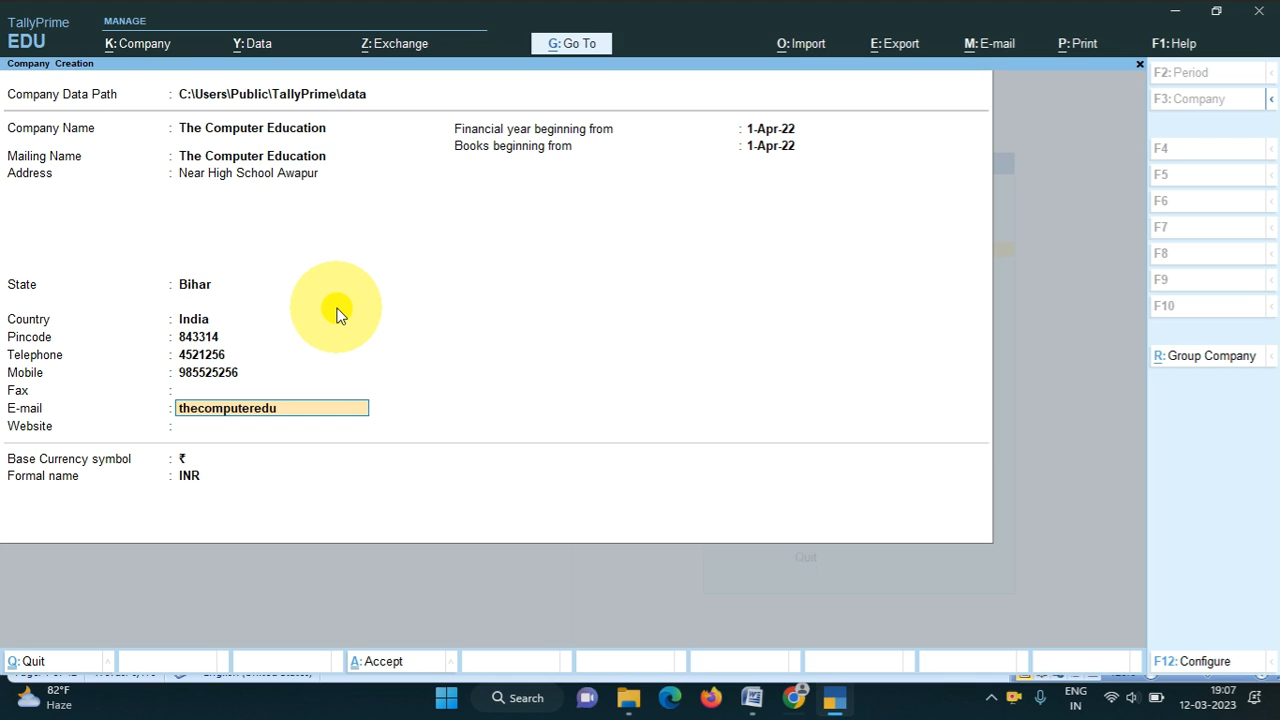 TallyPrime
EDU
MANAGE
K: Company
Y: Data
Z: Exchange
G: Go To
O: Import
E: Export
M: E-mail
P: Print
F1: Help
Company Creation
Company Data Path : C:\Users\Public\TallyPrime\data
Company Name : The Computer Education
Financial year beginning from : 1-Apr-22
Books beginning from : 1-Apr-22
Mailing Name : The Computer Education
Address : Near High School Awapur
State : Bihar
Country : India
Pincode : 843314
Telephone : 4521256
Mobile : 985525256
Fax :
E-mail : thecomputeredu
Website :
Base Currency symbol : ₹
Formal name : INR
Quit
F2: Period
F3: Company
F4
F5
F6
F7
F8
F9
F10
R: Group Company
F12: Configure
Q: Quit
A: Accept
English (United States)
82°F
Haze
Search
ENG
IN
19:07
12-03-2023